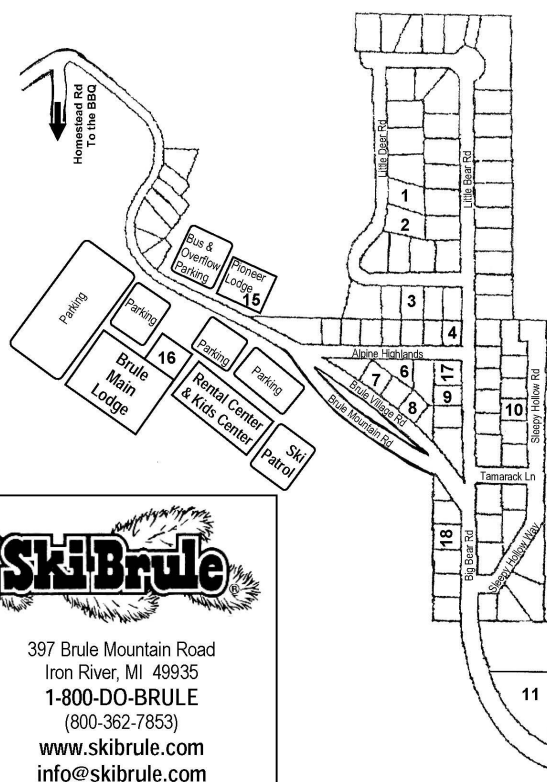 Homestead Rd
To the BBQ
Little Deer Rd
Little Bear Rd
1
2
Bus &
Overflow
Parking
Pioneer
Lodge
15
3
4
Parking
Parking
Brule
Main
Lodge
16
Parking
Parking
Rental Center
& Kids Center
Ski
Patrol
Alpine Highlands
7
6
8
Brule Village Rd
Brule Mountain Rd
17
9
10
Sleepy Hollow Rd
Tamarack Ln
18
Big Bear Rd
Sleepy Hollow Way
11
Ski Brule ®
397 Brule Mountain Road
Iron River, MI 49935
1-800-DO-BRULE
(800-362-7853)
www.skibrule.com
info@skibrule.com